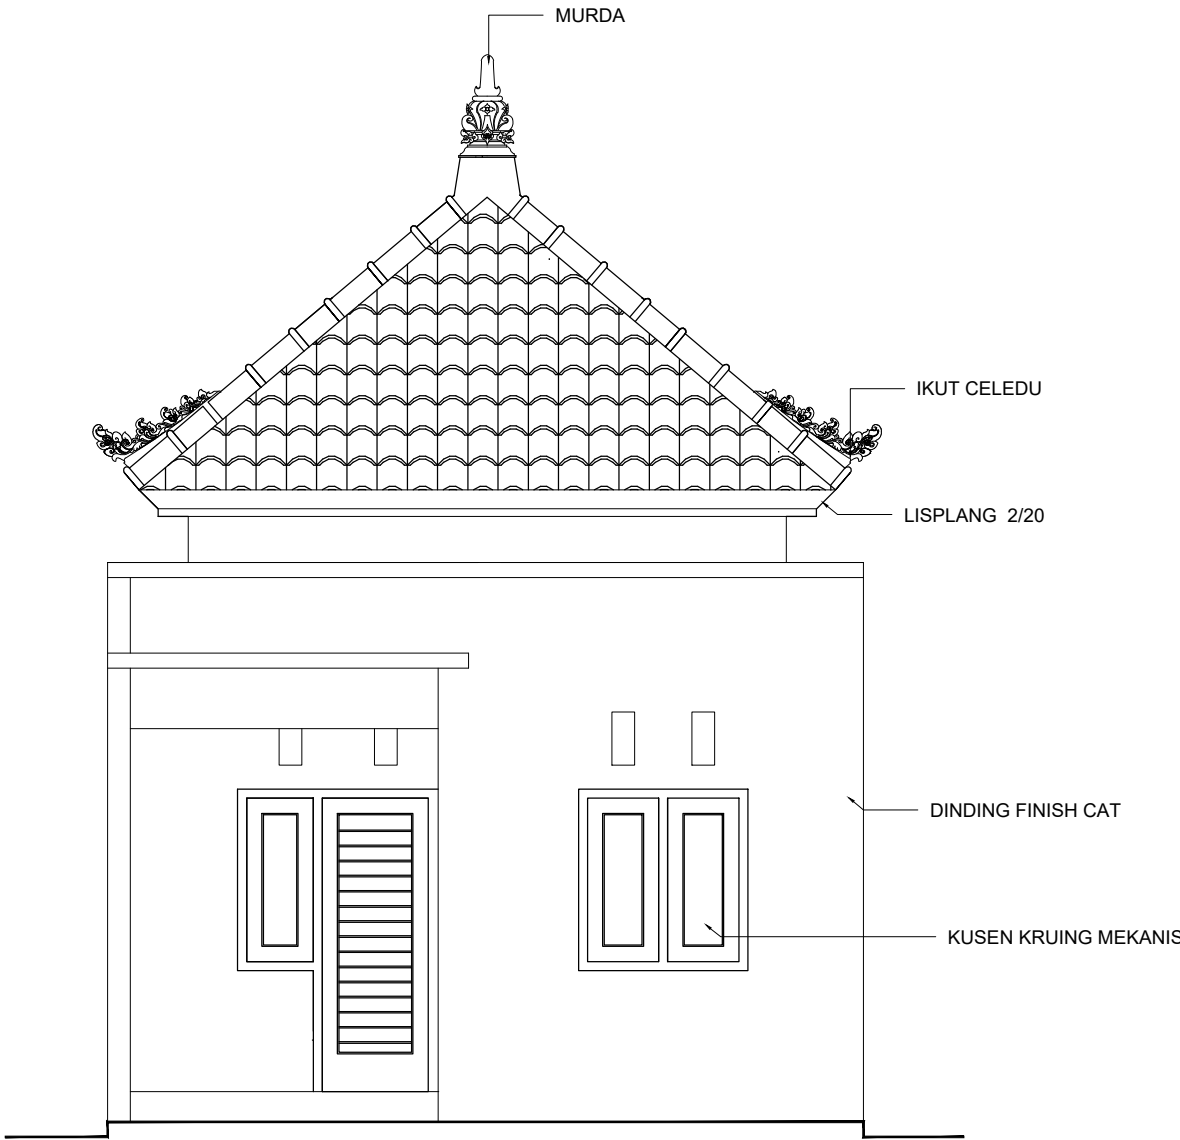 MURDA
IKUT CELEDU
LISPLANG 2/20
DINDING FINISH CAT
KUSEN KRUING MEKANIS